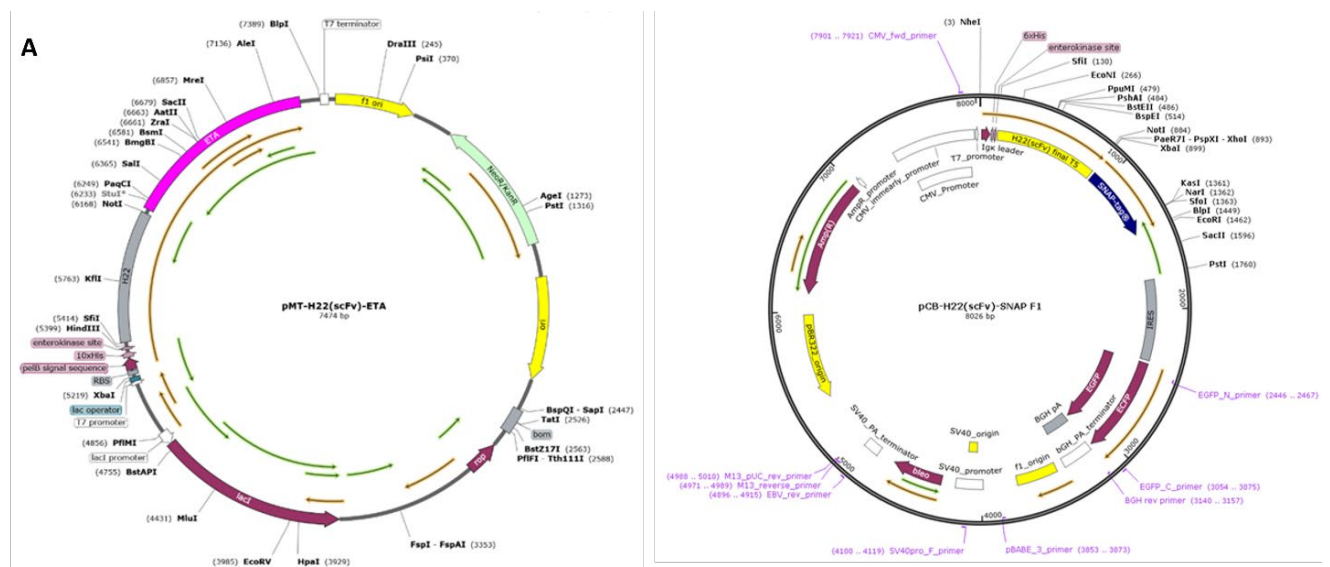 A
(7389) BlpI
T7 terminator
(7136) AleI
DraIII (245)
PsiI (370)
(6857) MreI
f1 ori
(6679) SacII
(6663) AatII
(6661) ZraI
(6581) BsmI
(6541) BmgBI
ETA
(6365) SalI
NeoR/KanR
(6249) PaqCI
(6233) StuI*
(6168) NotI
AgeI (1273)
PstI (1316)
H22
(5763) KflI
pMT-H22(scFv)-ETA
7474 bp
ori
(5414) SfiI
(5399) HindIII
enterokinase site
10xHis
pelB signal sequence
RBS
(5219) XbaI
lac operator
T7 promoter
(4856) PflMI
lacI promoter
(4755) BstAPI
BspQI - SapI (2447)
TatI (2526)
bom
BstZ17I (2563)
PflFI - Tth111I (2588)
rop
lacI
(4431) MluI
FspI - FspAI (3353)
(3985) EcoRV
HpaI (3929)
(3) NheI
(7901 .. 7921) CMV_fwd_primer
6xHis
enterokinase site
SfiI (130)
EcoNI (266)
PpuMI (479)
PshAI (484)
BstEII (486)
BspEI (514)
8000
NotI (884)
PaeR7I - PspXI - XhoI (893)
XbaI (899)
1000
Igκ leader
H22(scFv) final TS
T7_promoter
CMV_immearly_promoter
CMV_Promoter
AmpR_promoter
7000
Amp(R)
SNAP-tag®
KasI (1361)
NarI (1362)
SfoI (1363)
BlpI (1449)
EcoRI (1462)
SacII (1596)
PstI (1760)
2000
IRES
pCB-H22(scFv)-SNAP F1
8026 bp
6000
pBR322_origin
EGFP
ECFP
BGH pA
bGH_PA_terminator
EGFP_N_primer (2446 .. 2467)
3000
SV40_PA_terminator
SV40_origin
SV40_promoter
f1_origin
bleo
5000
(4988 .. 5010) M13_pUC_rev_primer
(4971 .. 4989) M13_reverse_primer
(4896 .. 4915) EBV_rev_primer
EGFP_C_primer (3054 .. 3075)
BGH rev primer (3140 .. 3157)
4000
(4100 .. 4119) SV40pro_F_primer
pBABE_3_primer (3853 .. 3873)